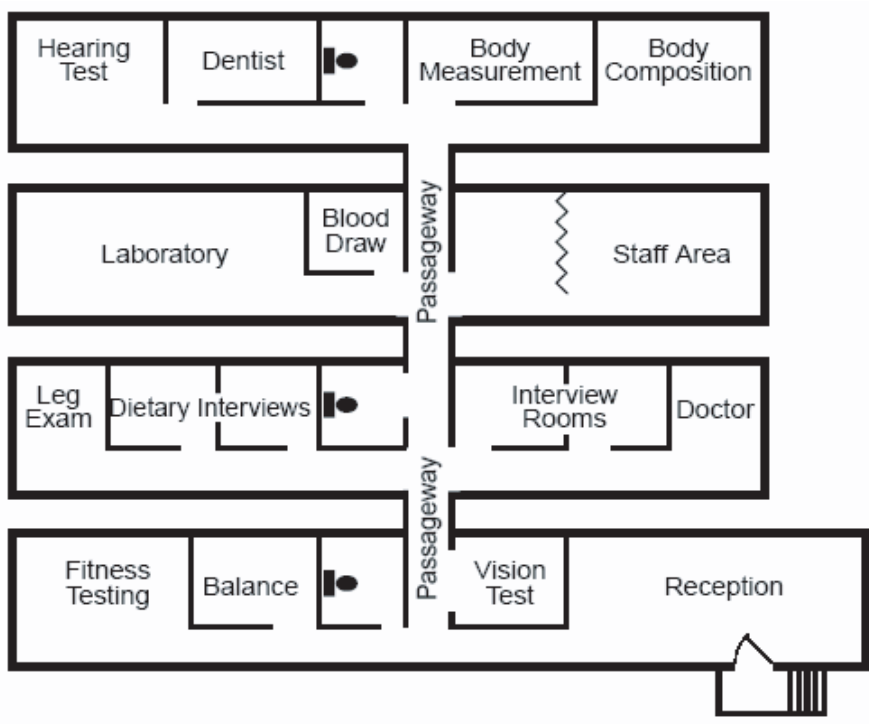 Hearing
Test
Dentist
Body
Measurement
Body
Composition
Laboratory
Blood
Draw
Passageway
Staff Area
Leg
Exam
Dietary Interviews
Interview
Rooms
Doctor
Fitness
Testing
Balance
Passageway
Vision
Test
Reception